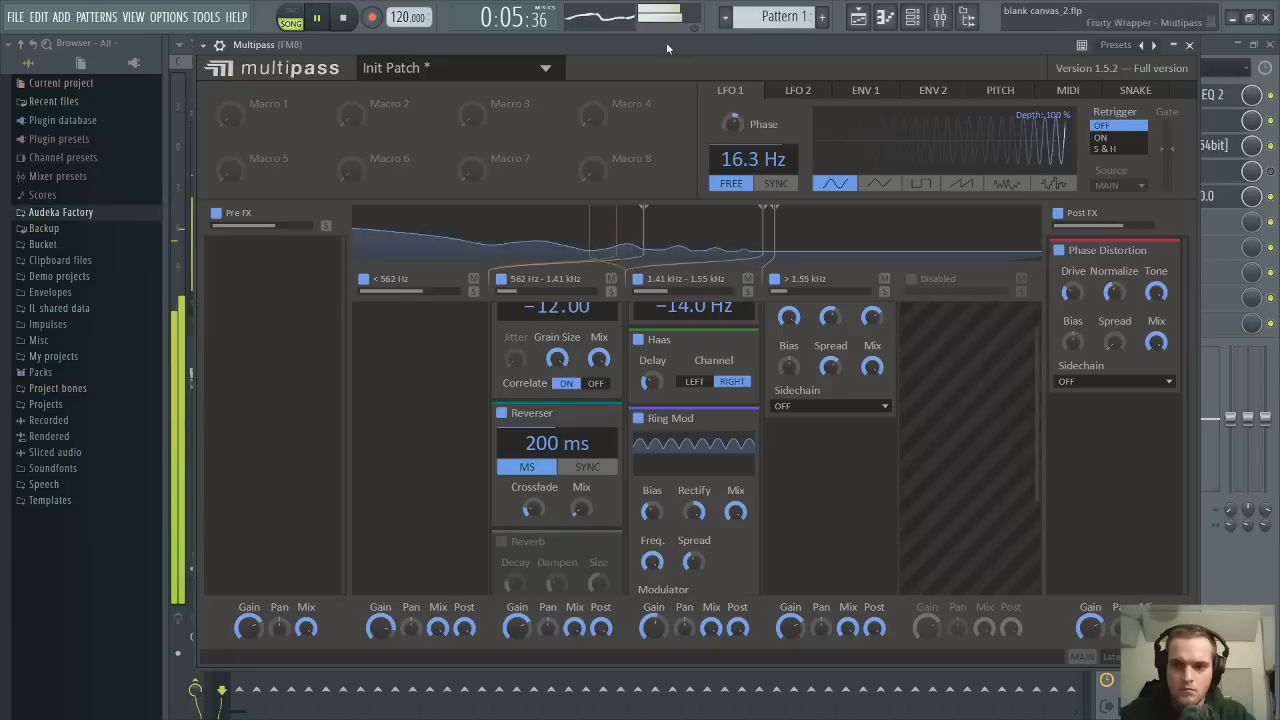 FILE EDIT ADD PATTERNS VIEW OPTIONS TOOLS HELP
SONG
120.000
0:05:36
Pattern 1
blank canvas_2.flp
Fruity Wrapper - Multipass
Browser - All
Multipass (FM8)
Presets
multipass
Init Patch *
Version 1.5.2 — Full version
Current project
Recent files
Plugin database
Plugin presets
Channel presets
Mixer presets
Scores
Audeka Factory
Backup
Bucket
Clipboard files
Demo projects
Envelopes
IL shared data
Impulses
Misc
My projects
Packs
Project bones
Projects
Recorded
Rendered
Sliced audio
Soundfonts
Speech
Templates
Macro 1
Macro 2
Macro 3
Macro 4
Macro 5
Macro 6
Macro 7
Macro 8
LFO 1
LFO 2
ENV 1
ENV 2
PITCH
MIDI
SNAKE
Phase
16.3 Hz
FREE
SYNC
Depth: 100 %
Retrigger
OFF
ON
S & H
Source
MAIN
Gate
EQ 2
64bit]
0.0
Pre FX
S
< 562 Hz
M
S
562 Hz - 1.41 kHz
M
S
1.41 kHz - 1.55 kHz
M
S
> 1.55 kHz
M
S
Disabled
M
S
Post FX
-12.00
Jitter
Grain Size
Mix
Correlate
ON
OFF
Reverser
200 ms
MS
SYNC
Crossfade
Mix
Reverb
Decay
Dampen
Size
-14.0 Hz
Haas
Delay
Channel
LEFT
RIGHT
Ring Mod
Bias
Rectify
Mix
Freq.
Spread
Modulator
Bias
Spread
Mix
Sidechain
OFF
Phase Distortion
Drive
Normalize
Tone
Bias
Spread
Mix
Sidechain
OFF
Gain Pan Mix
Gain Pan Mix Post
Gain Pan Mix Post
Gain Pan Mix Post
Gain Pan Mix Post
Gain Pan Mix Post
Gain
MAIN